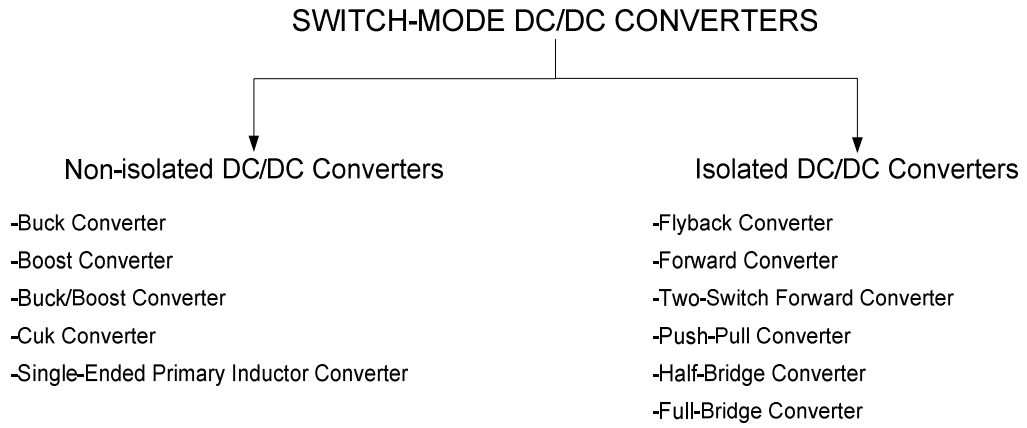 SWITCH-MODE DC/DC CONVERTERS
Non-isolated DC/DC Converters
-Buck Converter
-Boost Converter
-Buck/Boost Converter
-Cuk Converter
-Single-Ended Primary Inductor Converter
Isolated DC/DC Converters
-Flyback Converter
-Forward Converter
-Two-Switch Forward Converter
-Push-Pull Converter
-Half-Bridge Converter
-Full-Bridge Converter